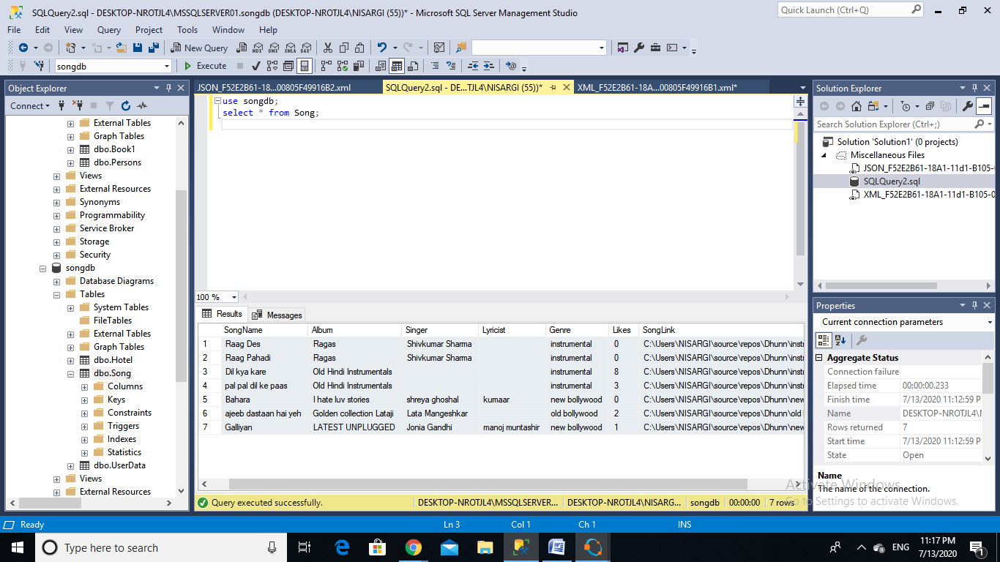 SQLQuery2.sql - DESKTOP-NROTJL4\MSSQLSERVER01.songdb (DESKTOP-NROTJL4\NISARGI (55))* - Microsoft SQL Server Management Studio
Quick Launch (Ctrl+Q)
File Edit View Query Project Tools Window Help
New Query MDX DMX XMLA DAX
songdb Execute
Object Explorer
Connect
External Tables
Graph Tables
dbo.Book1
dbo.Persons
Views
External Resources
Synonyms
Programmability
Service Broker
Storage
Security
songdb
Database Diagrams
Tables
System Tables
FileTables
External Tables
Graph Tables
dbo.Hotel
dbo.Song
Columns
Keys
Constraints
Triggers
Indexes
Statistics
dbo.UserData
Views
External Resources
JSON_F52E2B61-18...00805F49916B2.xml SQLQuery2.sql - DE...TJL4\NISARGI (55))* XML_F52E2B61-18A...00805F49916B1.xml*
use songdb;
select * from Song;
100 %
Results Messages
SongName Album Singer Lyricist Genre Likes SongLink
1 Raag Des Ragas Shivkumar Sharma instrumental 0 C:\Users\NISARGI\source\repos\Dhunn\instr
2 Raag Pahadi Ragas Shivkumar Sharma instrumental 0 C:\Users\NISARGI\source\repos\Dhunn\instr
3 Dil kya kare Old Hindi Instrumentals instrumental 8 C:\Users\NISARGI\source\repos\Dhunn\instr
4 pal pal dil ke paas Old Hindi Instrumentals instrumental 3 C:\Users\NISARGI\source\repos\Dhunn\instr
5 Bahara I hate luv stories shreya ghoshal kumaar new bollywood 0 C:\Users\NISARGI\source\repos\Dhunn\new
6 ajeeb dastaan hai yeh Golden collection Lataji Lata Mangeshkar old bollywood 2 C:\Users\NISARGI\source\repos\Dhunn\old
7 Galliyan LATEST UNPLUGGED Jonia Gandhi manoj muntashir new bollywood 1 C:\Users\NISARGI\source\repos\Dhunn\new
Query executed successfully. DESKTOP-NROTJL4\MSSQLSERVER... DESKTOP-NROTJL4\NISARG... songdb 00:00:00 7 rows
Solution Explorer
Search Solution Explorer (Ctrl+;)
Solution 'Solution1' (0 projects)
Miscellaneous Files
JSON_F52E2B61-18A1-11d1-B105-
SQLQuery2.sql
XML_F52E2B61-18A1-11d1-B105-0
Properties
Current connection parameters
Aggregate Status
Connection failure
Elapsed time 00:00:00.233
Finish time 7/13/2020 11:12:59 P
Name DESKTOP-NROTJL4\
Rows returned 7
Start time 7/13/2020 11:12:59 P
State Open
Name
The name of the connection.
Activate Windows
Go to Settings to activate Windows.
Ready Ln 3 Col 1 Ch 1 INS
Type here to search
ENG 11:17 PM
7/13/2020
1